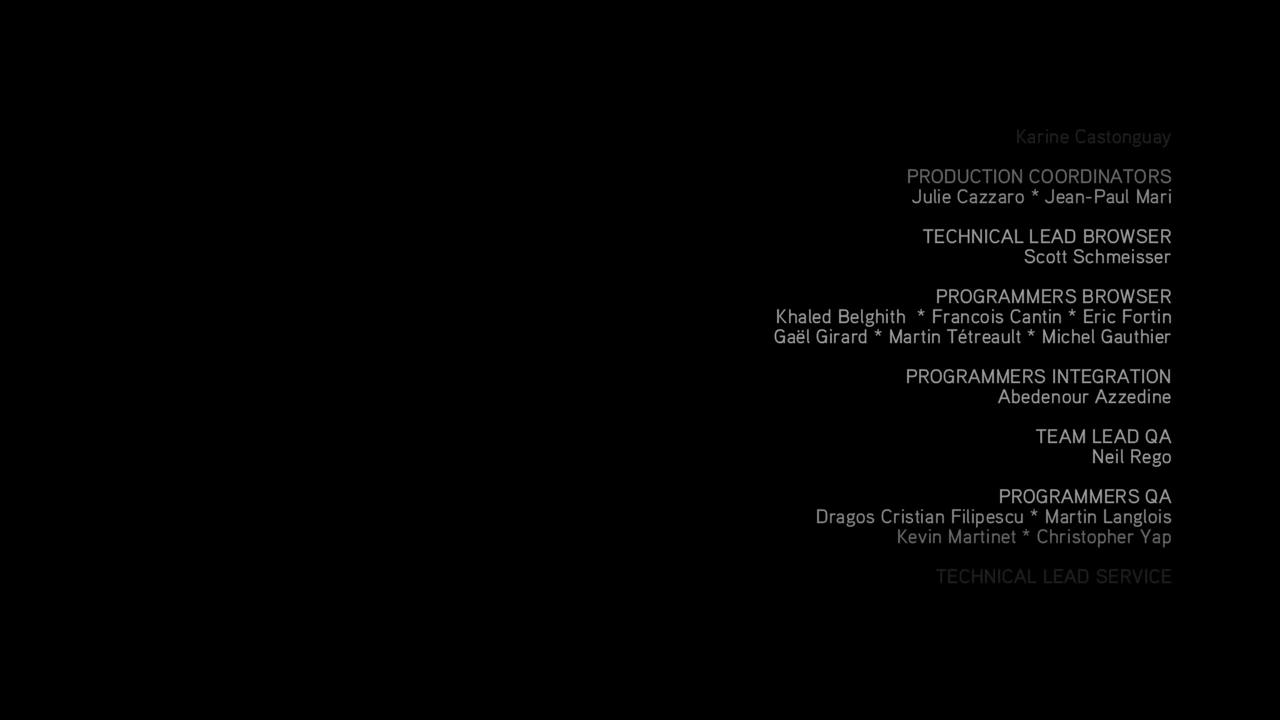 Karine Castonguay
PRODUCTION COORDINATORS
Julie Cazzaro * Jean-Paul Mari
TECHNICAL LEAD BROWSER
Scott Schmeisser
PROGRAMMERS BROWSER
Khaled Belghith * Francois Cantin * Eric Fortin
Gaël Girard * Martin Tétreault * Michel Gauthier
PROGRAMMERS INTEGRATION
Abedenour Azzedine
TEAM LEAD QA
Neil Rego
PROGRAMMERS QA
Dragos Cristian Filipescu * Martin Langlois
Kevin Martinet * Christopher Yap
TECHNICAL LEAD SERVICE